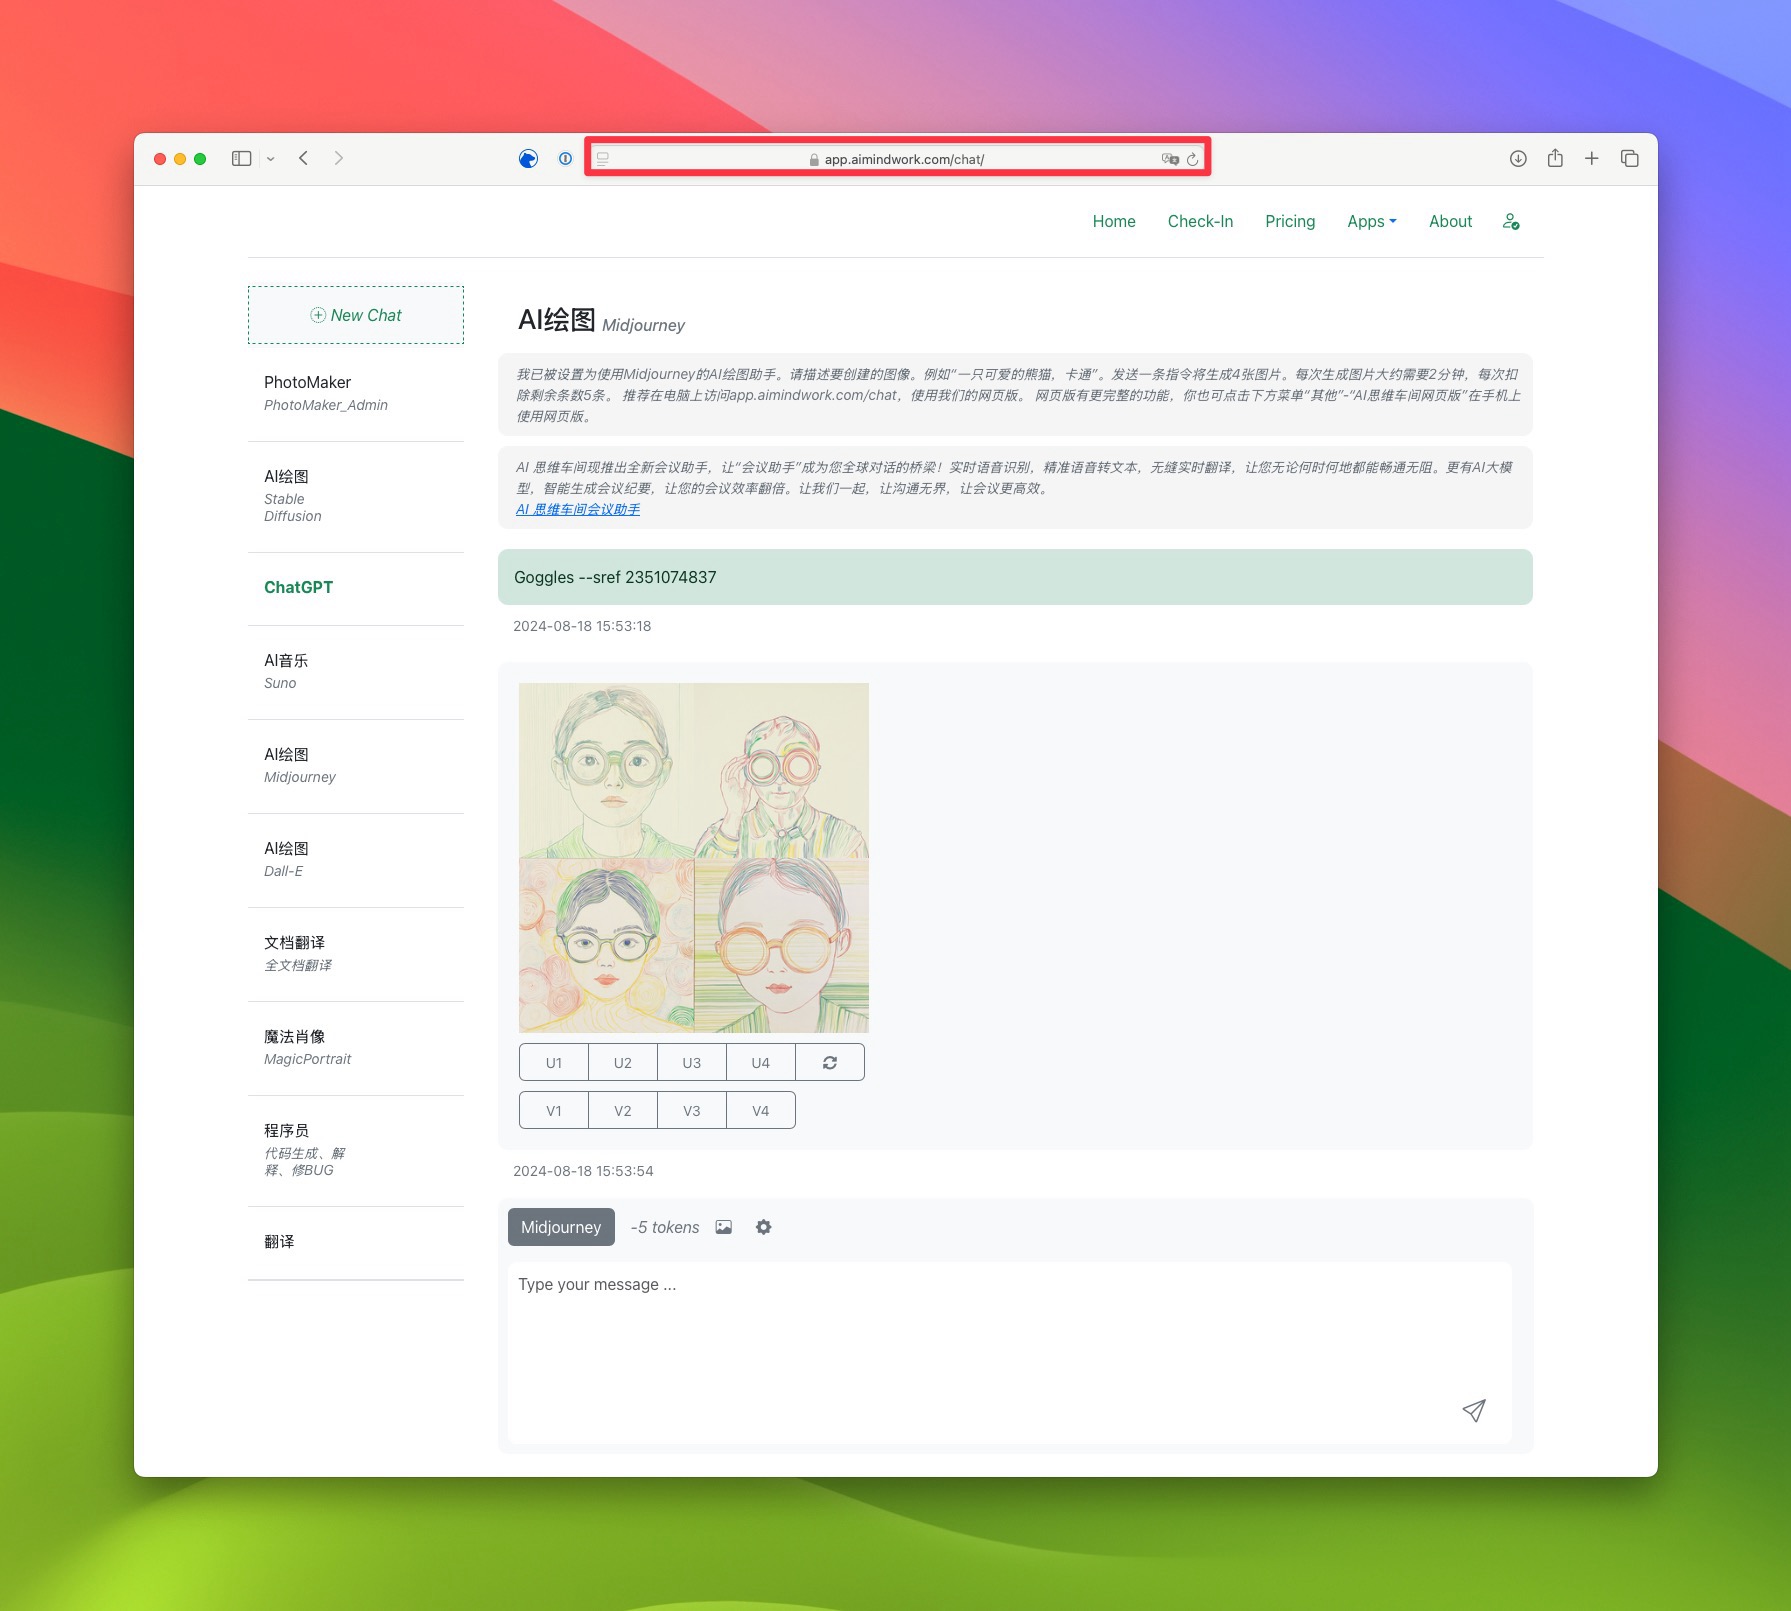 app.aimindwork.com/chat/
Home Check-In Pricing Apps About
New Chat
PhotoMaker
PhotoMaker_Admin
AI绘图
Stable
Diffusion
ChatGPT
AI音乐
Suno
AI绘图
Midjourney
AI绘图
Dall-E
文档翻译
全文档翻译
魔法肖像
MagicPortrait
程序员
代码生成、解
释、修BUG
翻译
AI绘图 Midjourney
我已被设置为使用Midjourney的AI绘图助手。请描述要创建的图像。例如“一只可爱的熊猫，卡通”。发送一条指令将生成4张图片。每次生成图片大约需要2分钟，每次扣
除剩余条数5条。 推荐在电脑上访问app.aimindwork.com/chat，使用我们的网页版。 网页版有更完整的功能，你也可点击下方菜单“其他”-“AI思维车间网页版”在手机上
使用网页版。
AI 思维车间现推出全新会议助手，让“会议助手”成为您全球对话的桥梁！实时语音识别，精准语音转文本，无缝实时翻译，让您无论何时何地都能畅通无阻。更有AI大模
型，智能生成会议纪要，让您的会议效率翻倍。让我们一起，让沟通无界，让会议更高效。
AI 思维车间会议助手
Goggles --sref 2351074837
2024-08-18 15:53:18
U1 U2 U3 U4
V1 V2 V3 V4
2024-08-18 15:53:54
Midjourney -5 tokens
Type your message ...